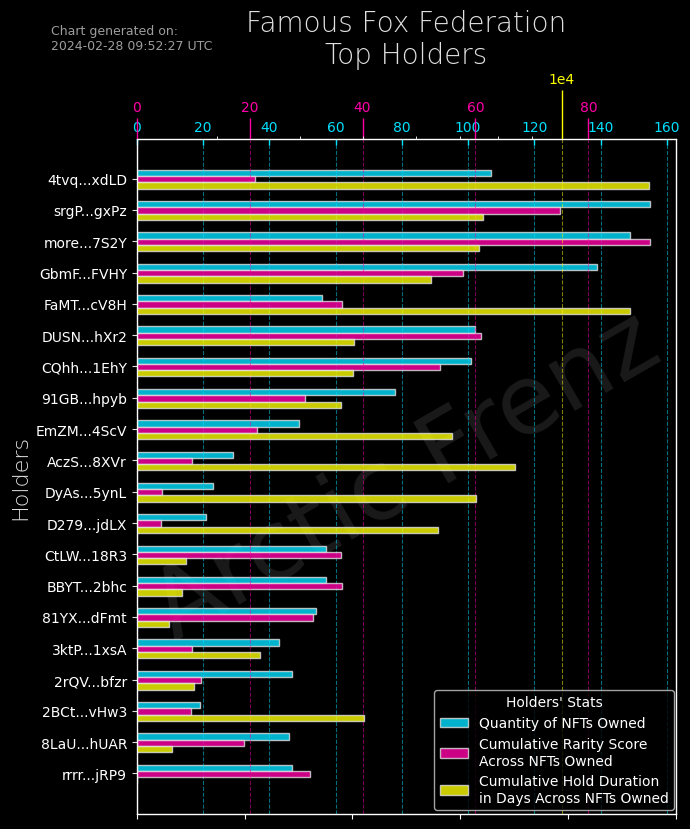 Famous Fox Federation
Top Holders
Chart generated on:
2024-02-28 09:52:27 UTC
1e4
0 20 40 60 80
0 20 40 60 80 100 120 140 160
4tvq...xdLD
srgP...gxPz
more...7S2Y
GbmF...FVHY
FaMT...cV8H
DUSN...hXr2
CQhh...1EhY
91GB...hpyb
EmZM...4ScV
AczS...8XVr
DyAs...5ynL
D279...jdLX
CtLW...18R3
BBYT...2bhc
81YX...dFmt
3ktP...1xsA
2rQV...bfzr
2BCt...vHw3
8LaU...hUAR
rrrr...jRP9
Holders
Arctic Frenz
Holders' Stats
Quantity of NFTs Owned
Cumulative Rarity Score
Across NFTs Owned
Cumulative Hold Duration
in Days Across NFTs Owned